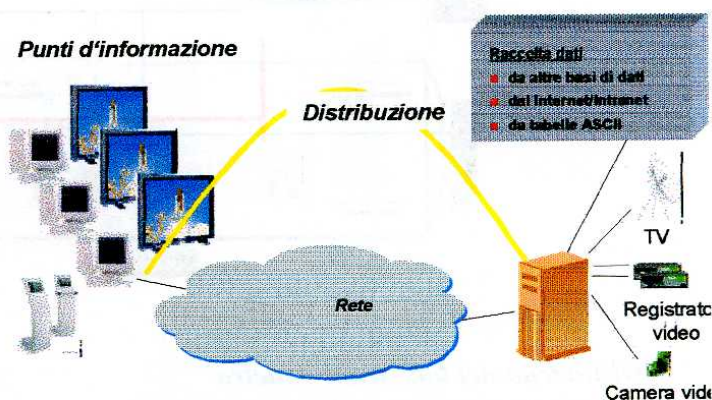 Punti d'informazione
Raccolta dati
da altre basi di dati
dal internet/intranet
da tabelle ASCII
Distribuzione
TV
Rete
Registrato
video
Camera vide